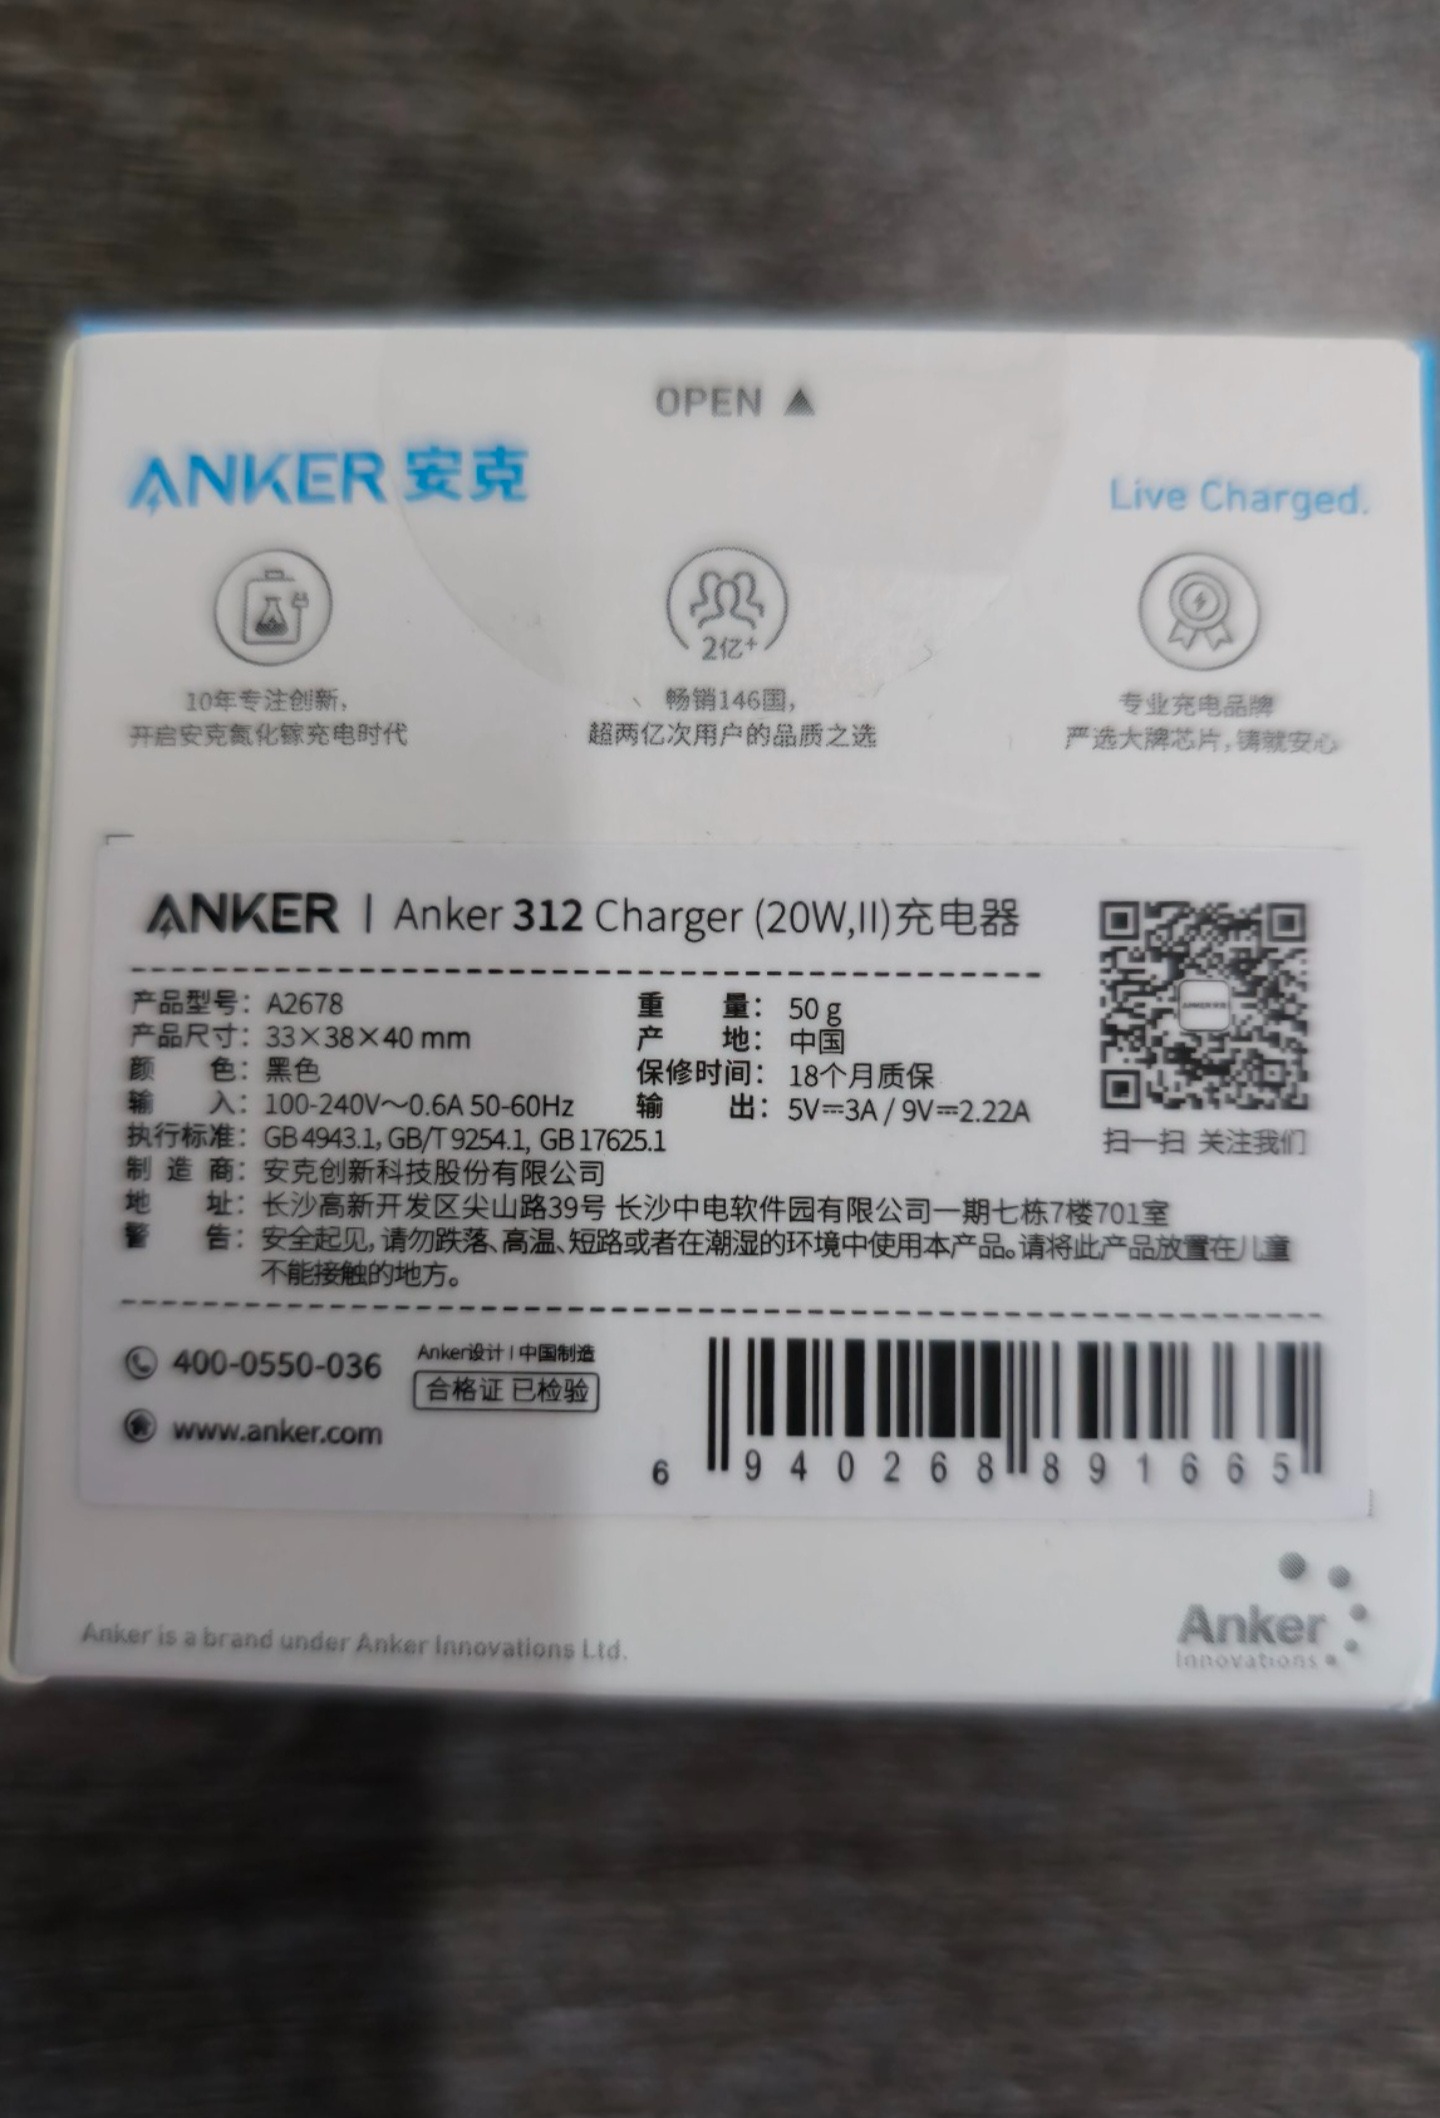 OPEN ▲
ANKER 安克
Live Charged.
2亿+
10年专注创新,
开启安克氮化镓充电时代
畅销146国,
超两亿次用户的品质之选
专业充电品牌
严选大牌芯片,铸就安心
ANKER | Anker 312 Charger (20W,II)充电器
产品型号: A2678
重量: 50 g
产品尺寸: 33×38×40 mm
产地: 中国
颜色: 黑色
保修时间: 18个月质保
输入: 100-240V~0.6A 50-60Hz
输出: 5V⎓3A / 9V⎓2.22A
执行标准: GB 4943.1, GB/T 9254.1, GB 17625.1
制造商: 安克创新科技股份有限公司
地址: 长沙高新开发区尖山路39号 长沙中电软件园有限公司一期七栋7楼701室
警告: 安全起见,请勿跌落、高温、短路或者在潮湿的环境中使用本产品。请将此产品放置在儿童
不能接触的地方。
扫一扫 关注我们
400-0550-036
www.anker.com
Anker设计 | 中国制造
合格证 已检验
6 940268 891665
Anker is a brand under Anker Innovations Ltd.
Anker
Innovations